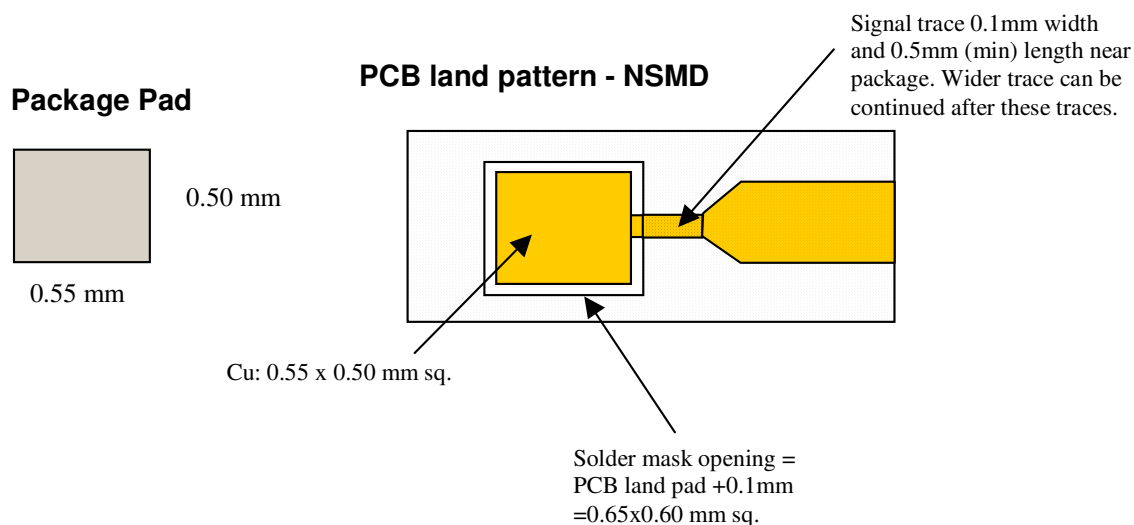 Package Pad
0.50 mm
0.55 mm
PCB land pattern - NSMD
Signal trace 0.1mm width
and 0.5mm (min) length near
package. Wider trace can be
continued after these traces.
Cu: 0.55 x 0.50 mm sq.
Solder mask opening =
PCB land pad +0.1mm
=0.65x0.60 mm sq.